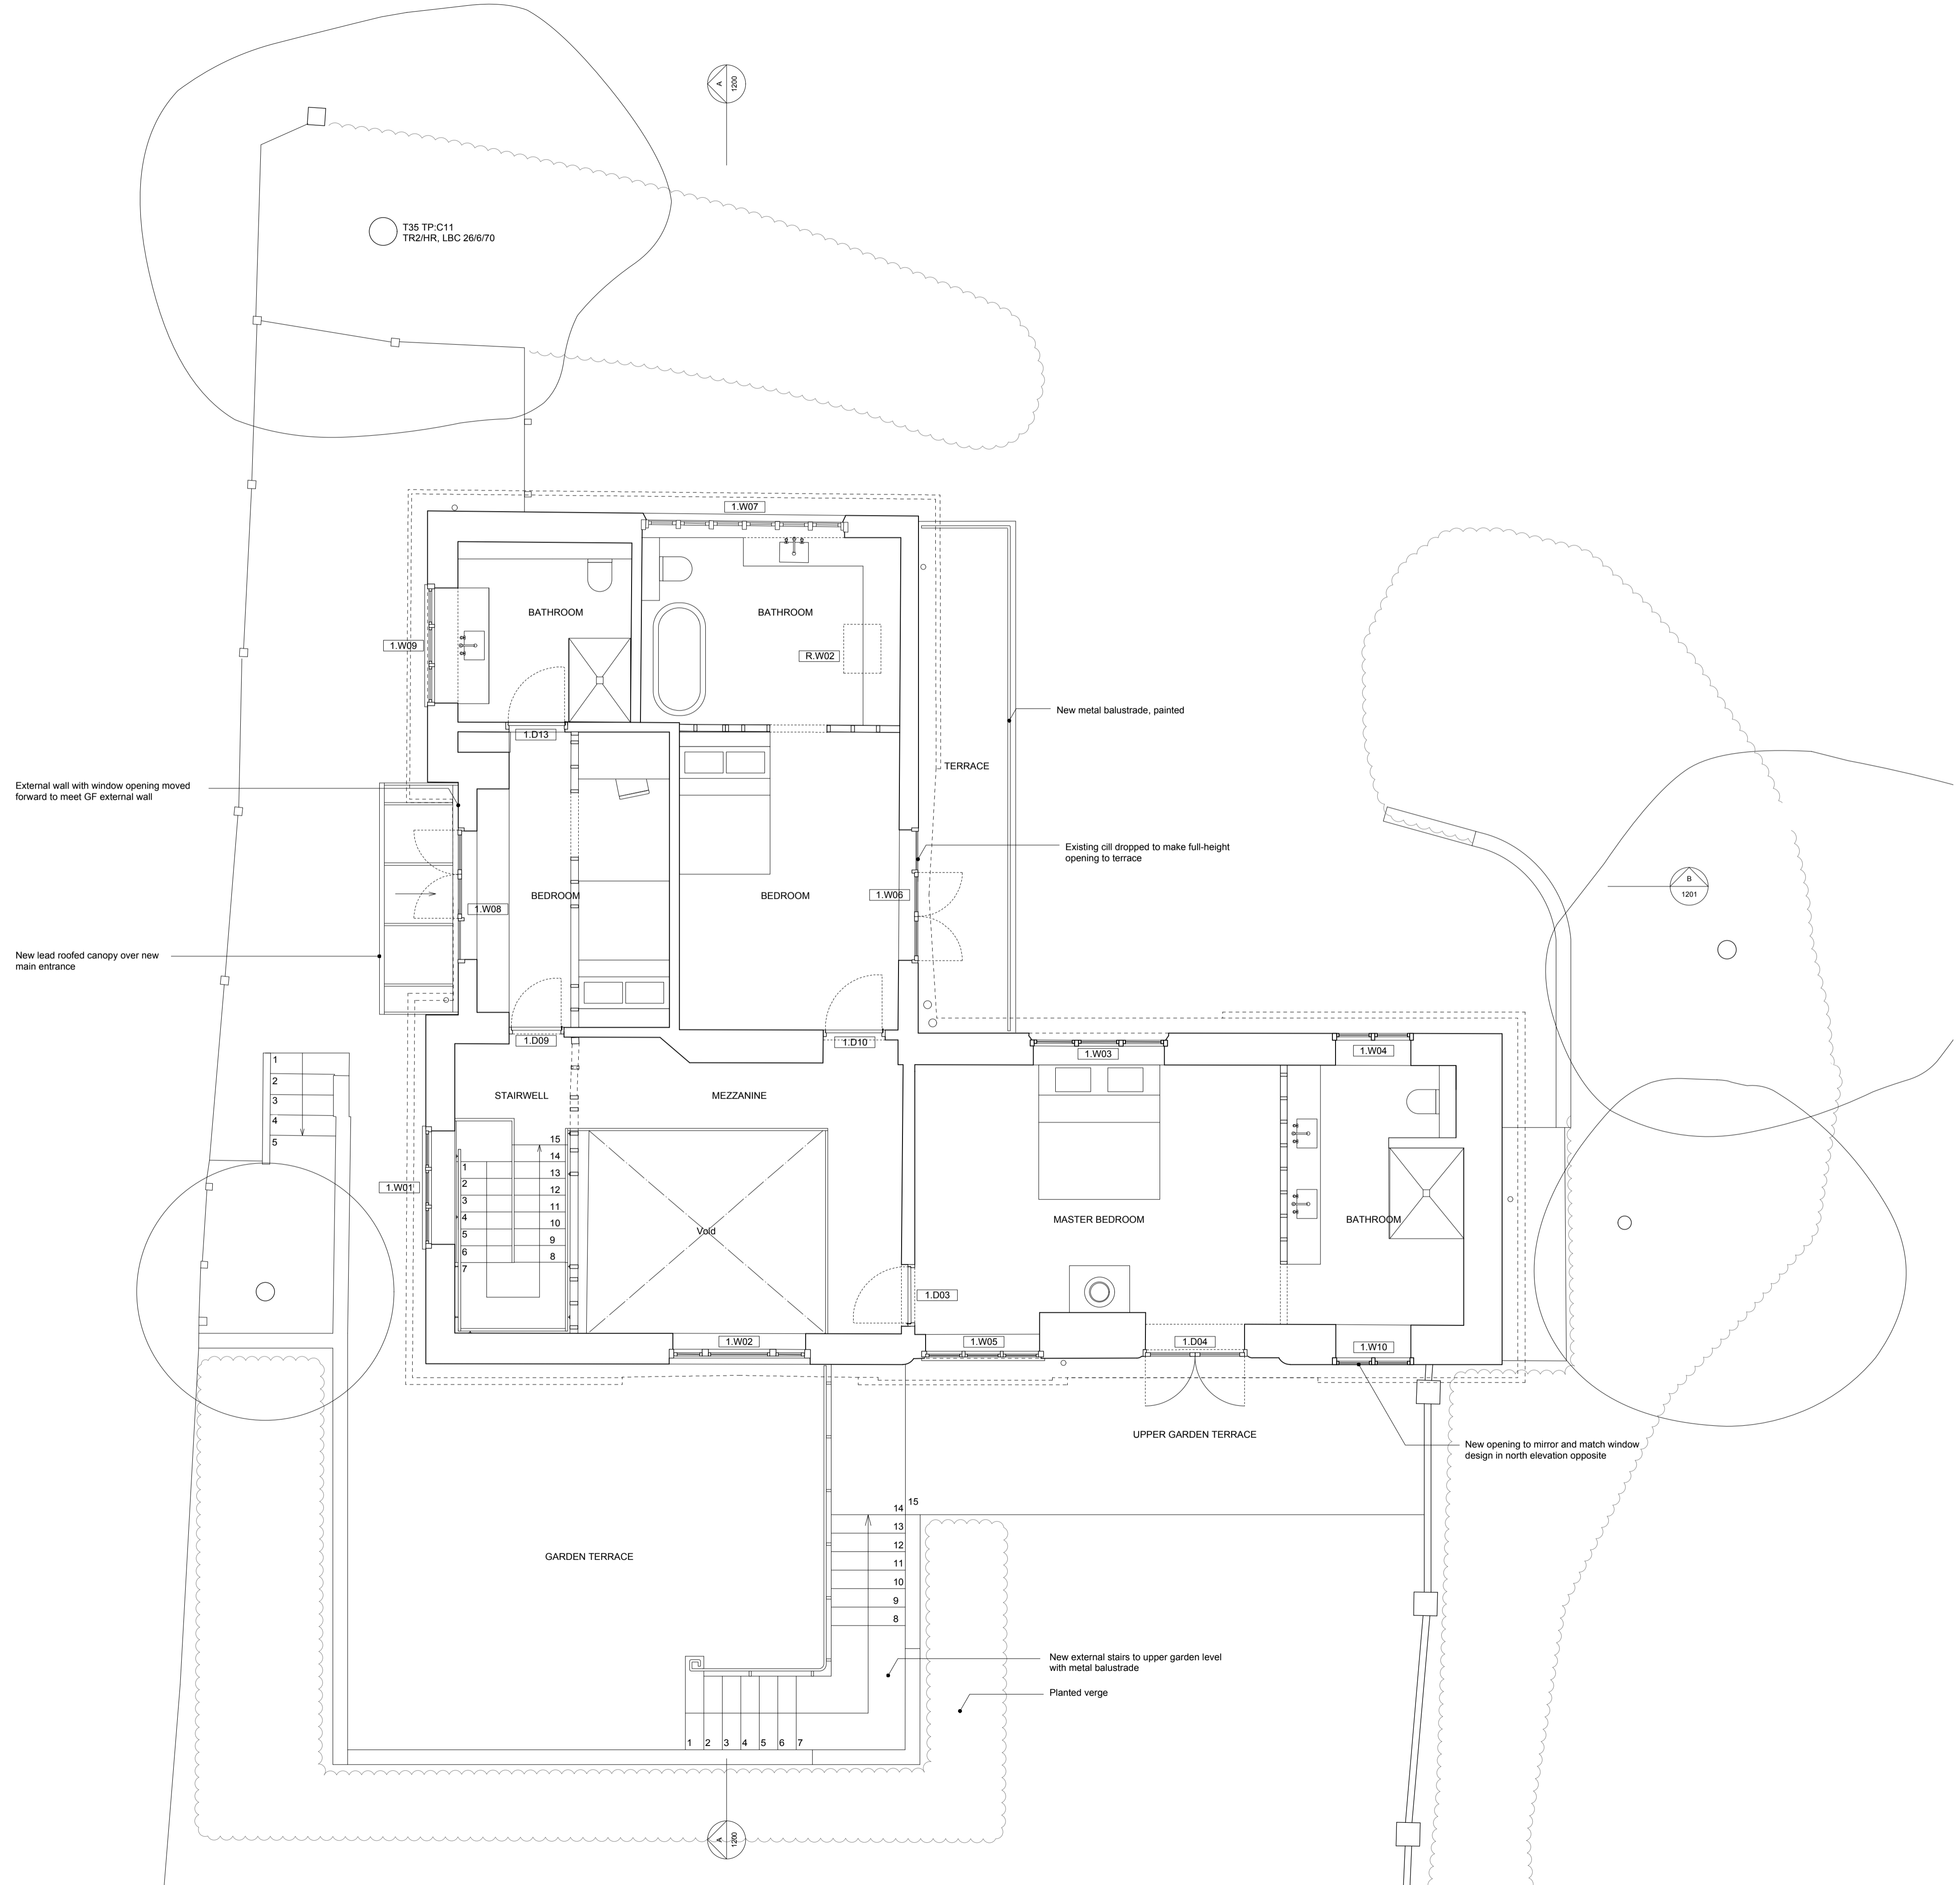 A
1200
T35 TP:C11
TR2/HR, LBC 26/6/70
1.W07
BATHROOM
BATHROOM
1.W09
R.W02
New metal balustrade, painted
1.D13
TERRACE
External wall with window opening moved
forward to meet GF external wall
Existing cill dropped to make full-height
opening to terrace
B
1201
BEDROOM
BEDROOM
1.W06
1.W08
New lead roofed canopy over new
main entrance
1.D09
1.D10
1.W03
1.W04
1
2
3
4
5
STAIRWELL
MEZZANINE
15
14
13
12
11
10
9
8
1
2
3
4
5
6
7
1.W01
Void
MASTER BEDROOM
BATHROOM
1.D03
1.W02
1.W05
1.D04
1.W10
UPPER GARDEN TERRACE
New opening to mirror and match window
design in north elevation opposite
15
14
13
12
11
10
9
8
GARDEN TERRACE
New external stairs to upper garden level
with metal balustrade
Planted verge
1
2
3
4
5
6
7
A
1200